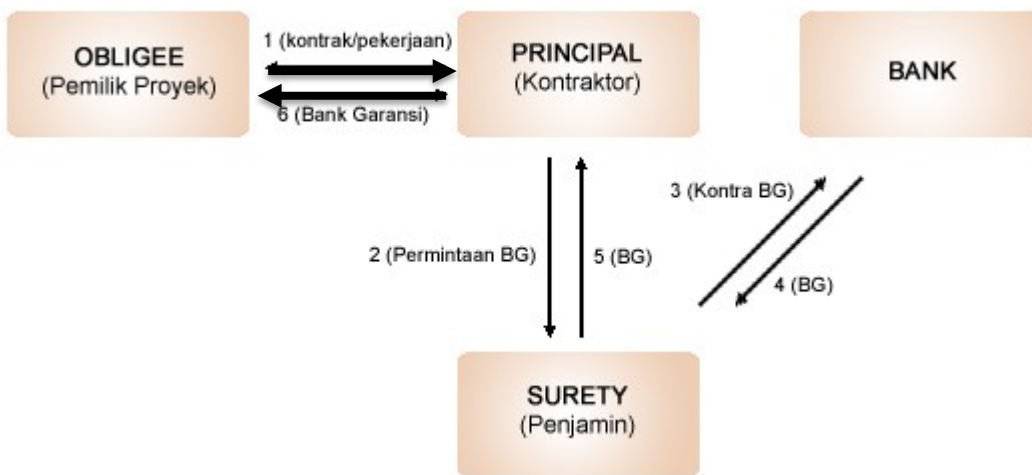 OBLIGEE
(Pemilik Proyek)
1 (kontrak/pekerjaan)
6 (Bank Garansi)
PRINCIPAL
(Kontraktor)
BANK
2 (Permintaan BG)
5 (BG)
3 (Kontra BG)
4 (BG)
SURETY
(Penjamin)